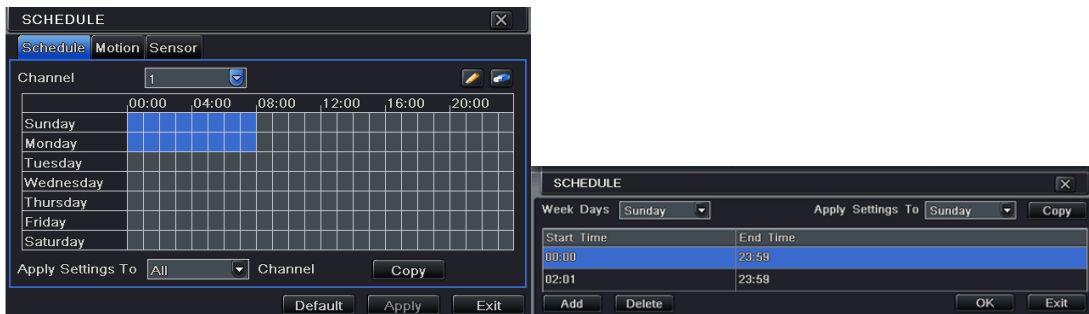 SCHEDULE
Schedule Motion Sensor
Channel 1
00:00 04:00 08:00 12:00 16:00 20:00
Sunday
Monday
Tuesday
Wednesday
Thursday
Friday
Saturday
Apply Settings To All Channel Copy
Default Apply Exit
SCHEDULE
Week Days Sunday Apply Settings To Sunday Copy
Start Time End Time
00:00 23:59
02:01 23:59
Add Delete OK Exit